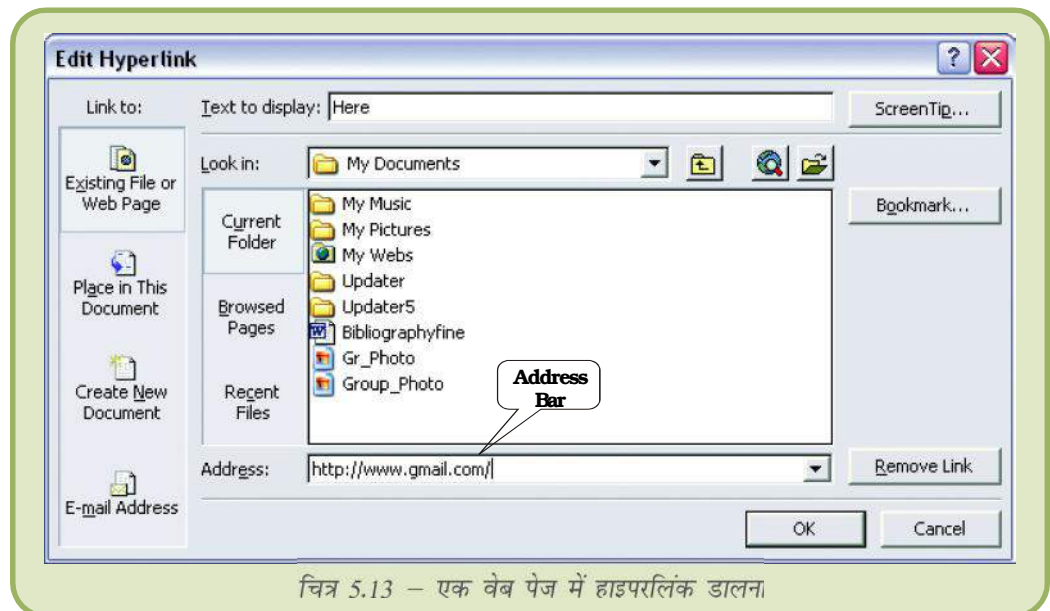 Edit Hyperlink
Link to:
Text to display: Here
ScreenTip...
Existing File or
Web Page
Place in This
Document
Create New
Document
E-mail Address
Look in: My Documents
Current
Folder
Browsed
Pages
Recent
Files
My Music
My Pictures
My Webs
Updater
Updater5
Bibliographyfine
Gr_Photo
Group_Photo
Address
Bar
Bookmark...
Address: http://www.gmail.com/
Remove Link
OK
Cancel
चित्र 5.13 – एक वेब पेज में हाइपरलिंक डालना